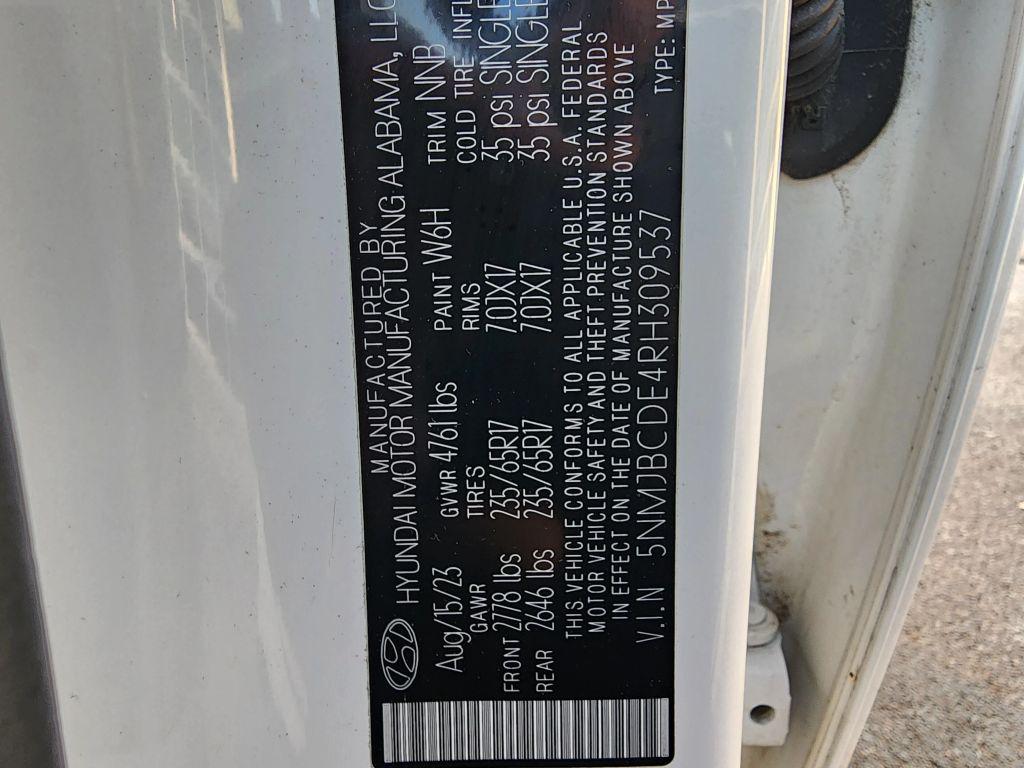 MANUFACTURED BY
HYUNDAI MOTOR MANUFACTURING ALABAMA, LLC
Aug/15/23 GVWR 4761 lbs PAINT W6H TRIM NNB
GAWR TIRES RIMS COLD TIRE INFL
FRONT 2778 lbs 235/65R17 7.0JX17 35 psi SINGLE
REAR 2646 lbs 235/65R17 7.0JX17 35 psi SINGLE
THIS VEHICLE CONFORMS TO ALL APPLICABLE U.S.A. FEDERAL
MOTOR VEHICLE SAFETY AND THEFT PREVENTION STANDARDS
IN EFFECT ON THE DATE OF MANUFACTURE SHOWN ABOVE
V.I.N 5NMJBCDE4RH309537 TYPE: MP